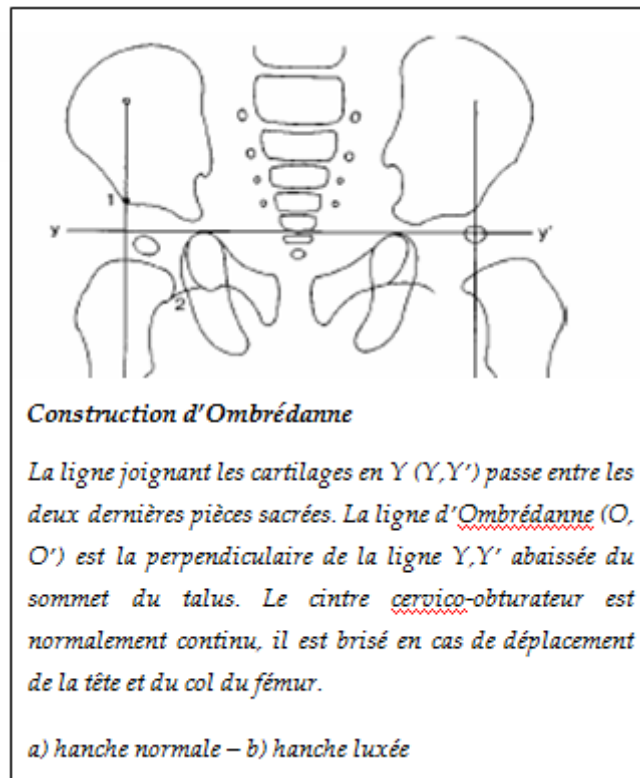 1
y
y'
2
Construction d'Ombrédanne
La ligne joignant les cartilages en Y (Y,Y') passe entre les
deux dernières pièces sacrées. La ligne d'Ombrédanne (O,
O') est la perpendiculaire de la ligne Y,Y' abaissée du
sommet du talus. Le cintre cervico-obturateur est
normalement continu, il est brisé en cas de déplacement
de la tête et du col du fémur.
a) hanche normale – b) hanche luxée